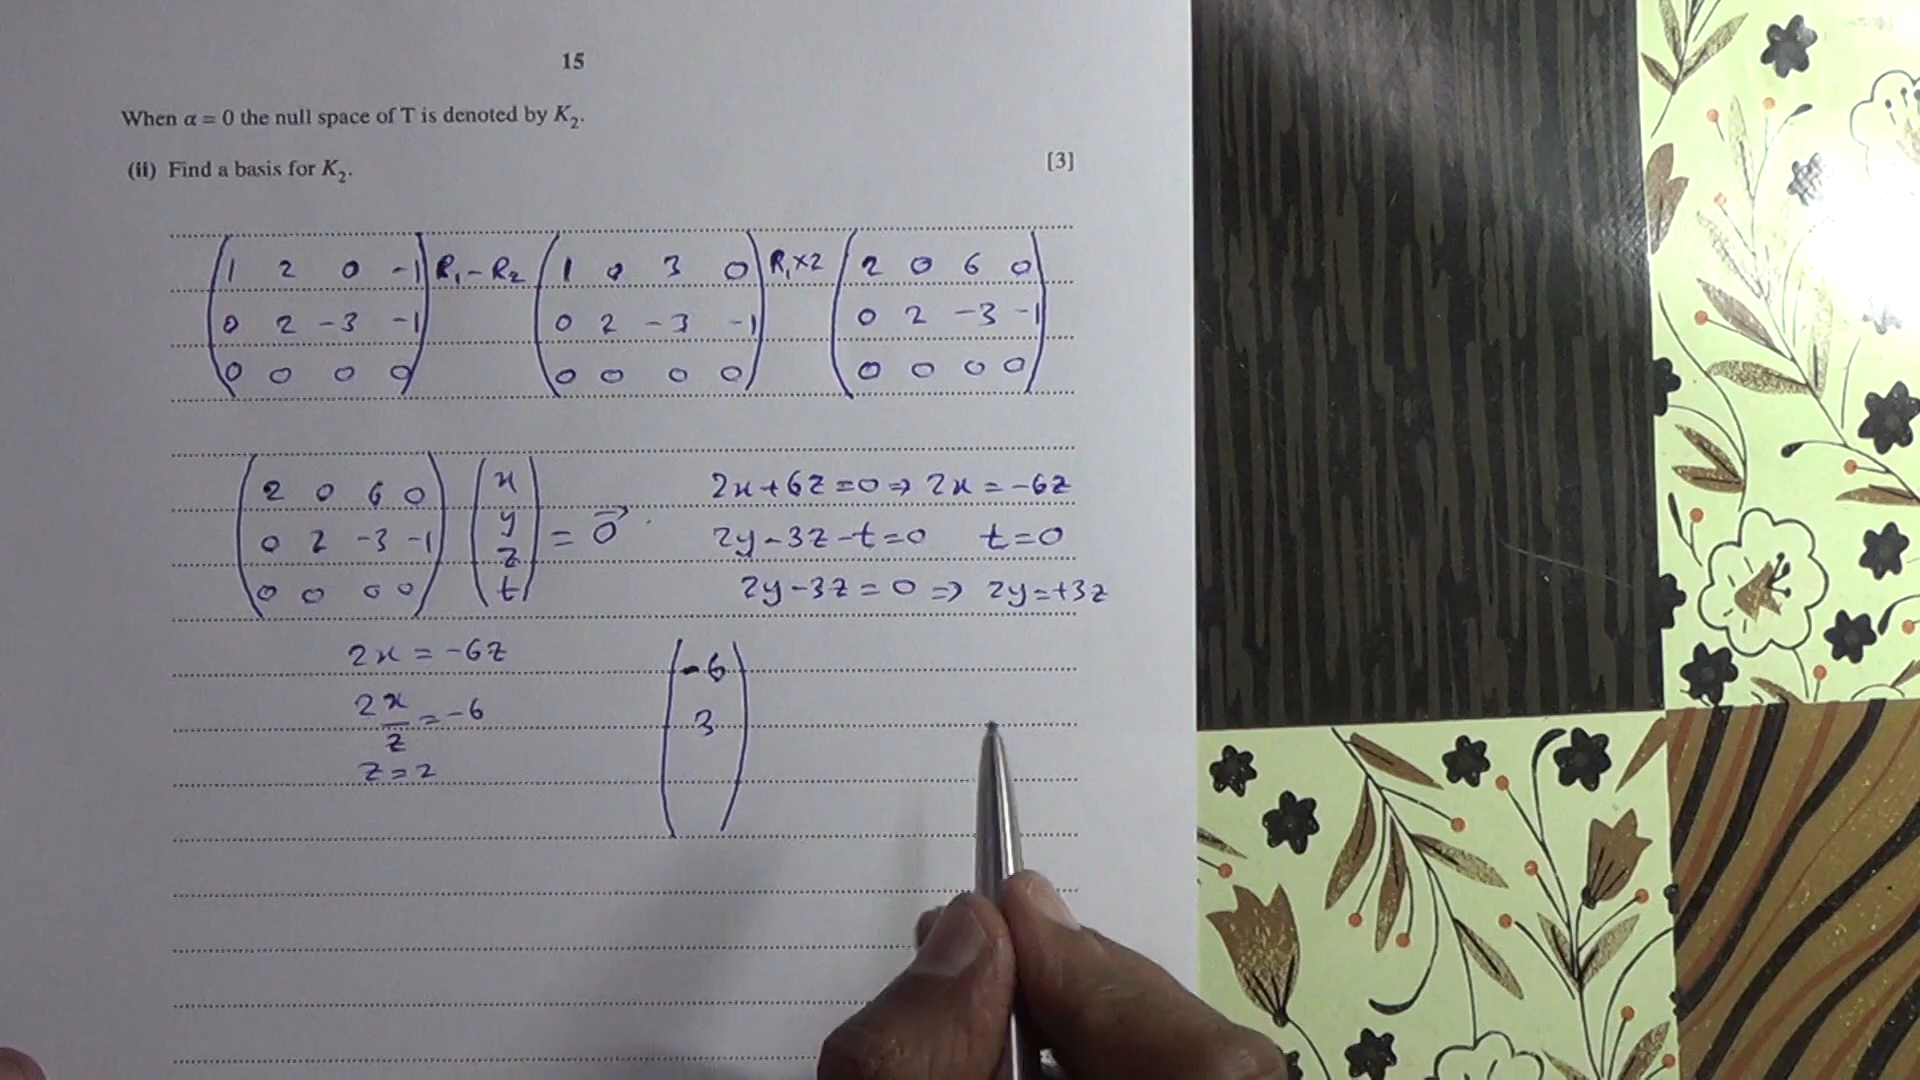 15
When α = 0 the null space of T is denoted by K₂.
(ii) Find a basis for K₂. [3]
(1 2 0 -1) R₁ - R₂ (1 0 3 0) R₁×2 (2 0 6 0)
(0 2 -3 -1) (0 2 -3 -1) (0 2 -3 -1)
(0 0 0 0) (0 0 0 0) (0 0 0 0)
(2 0 6 0) (x) 2x+6z=0 ⇒ 2x = -6z
(0 2 -3 -1) (y) = 0⃗ 2y-3z-t=0 t=0
(z)
(0 0 0 0) (t) 2y-3z=0 ⇒ 2y=+3z
2x = -6z (-6)
2x/z = -6 (3)
z=2